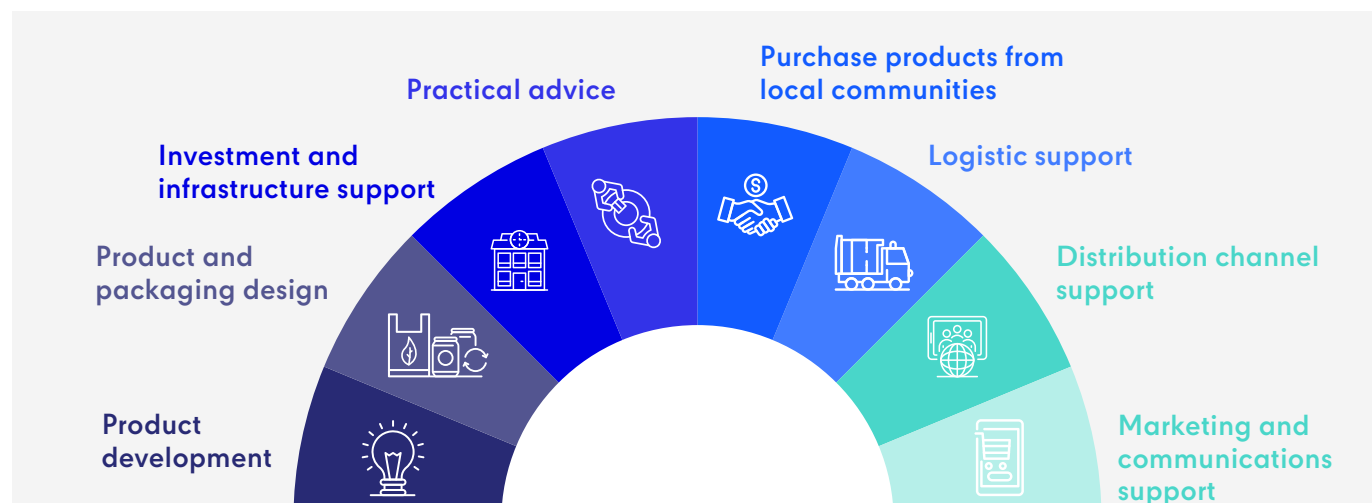 Purchase products from
local communities
Practical advice
Investment and
infrastructure support
Logistic support
Product and
packaging design
Distribution channel
support
Product
development
Marketing and
communications
support
S